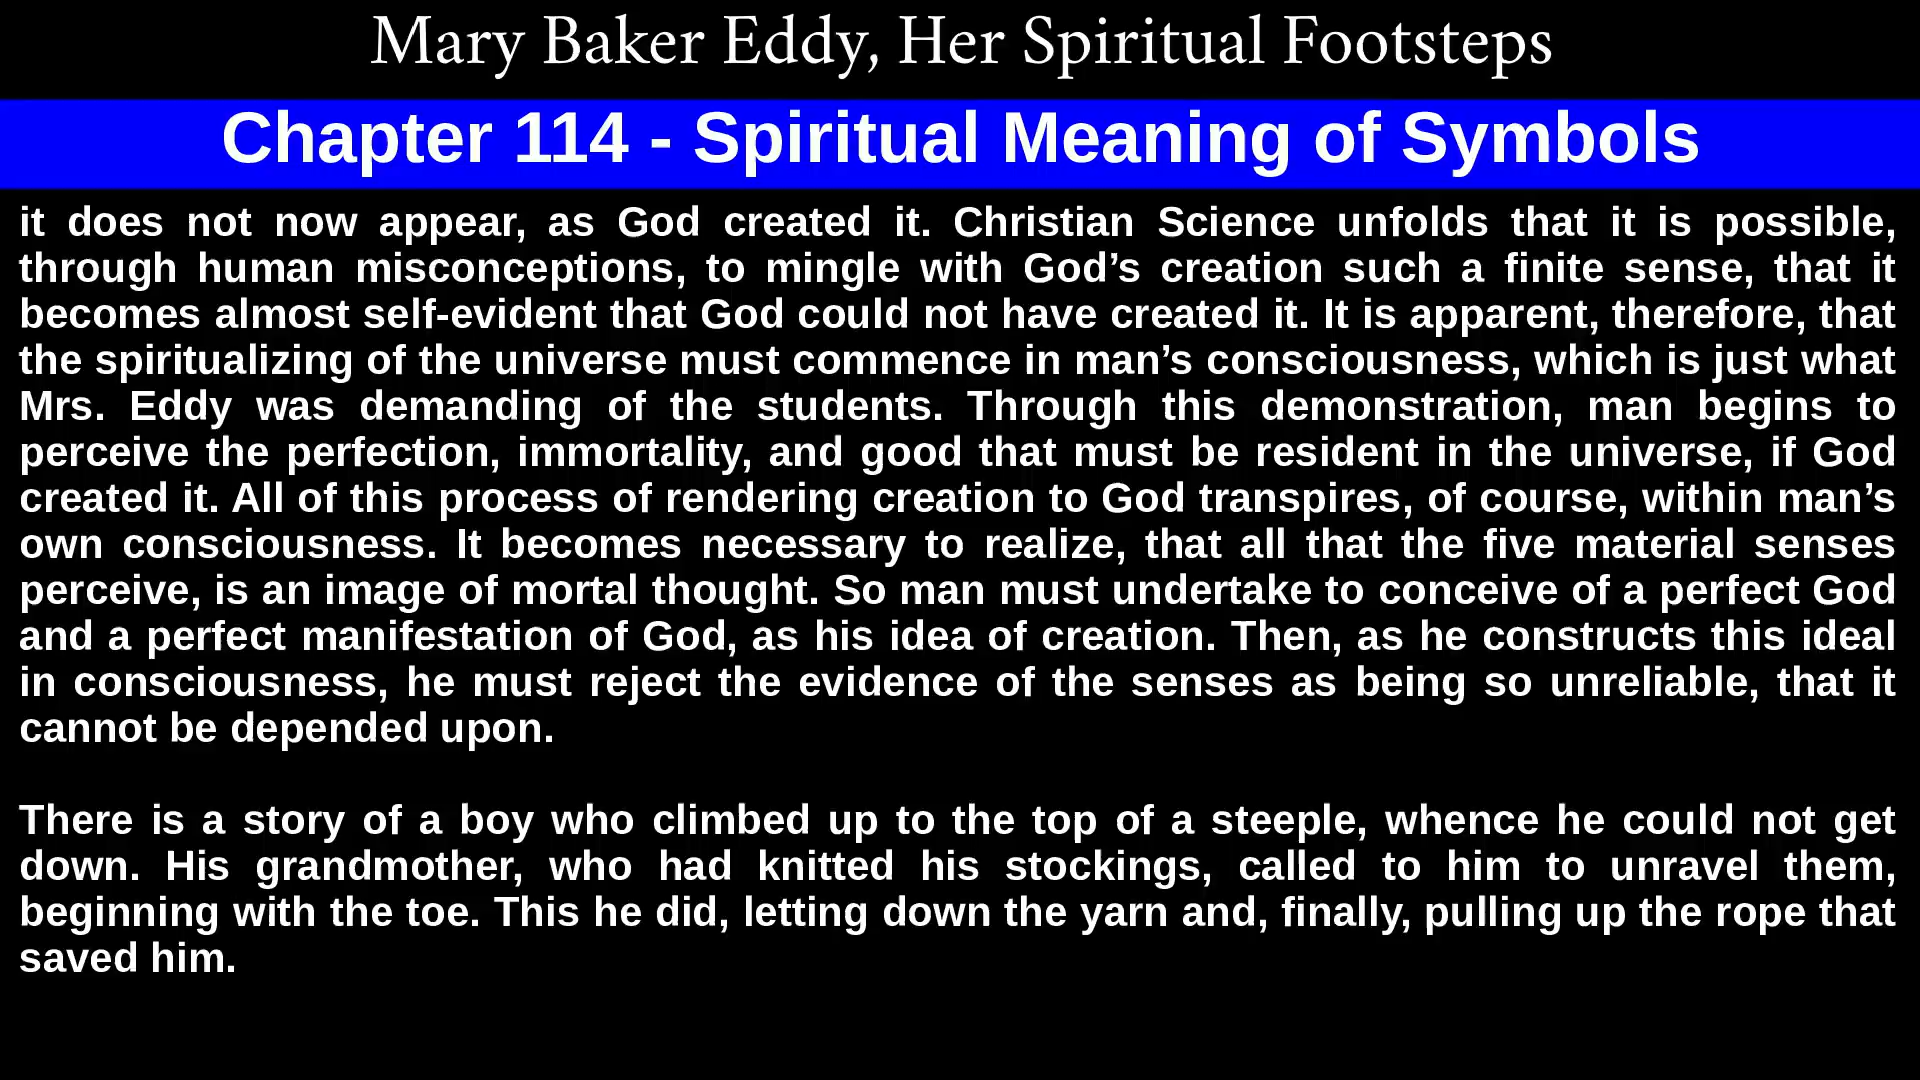 Mary Baker Eddy, Her Spiritual Footsteps
Chapter 114 - Spiritual Meaning of Symbols
it does not now appear, as God created it. Christian Science unfolds that it is possible,
through human misconceptions, to mingle with God’s creation such a finite sense, that it
becomes almost self-evident that God could not have created it. It is apparent, therefore, that
the spiritualizing of the universe must commence in man’s consciousness, which is just what
Mrs. Eddy was demanding of the students. Through this demonstration, man begins to
perceive the perfection, immortality, and good that must be resident in the universe, if God
created it. All of this process of rendering creation to God transpires, of course, within man’s
own consciousness. It becomes necessary to realize, that all that the five material senses
perceive, is an image of mortal thought. So man must undertake to conceive of a perfect God
and a perfect manifestation of God, as his idea of creation. Then, as he constructs this ideal
in consciousness, he must reject the evidence of the senses as being so unreliable, that it
cannot be depended upon.
There is a story of a boy who climbed up to the top of a steeple, whence he could not get
down. His grandmother, who had knitted his stockings, called to him to unravel them,
beginning with the toe. This he did, letting down the yarn and, finally, pulling up the rope that
saved him.